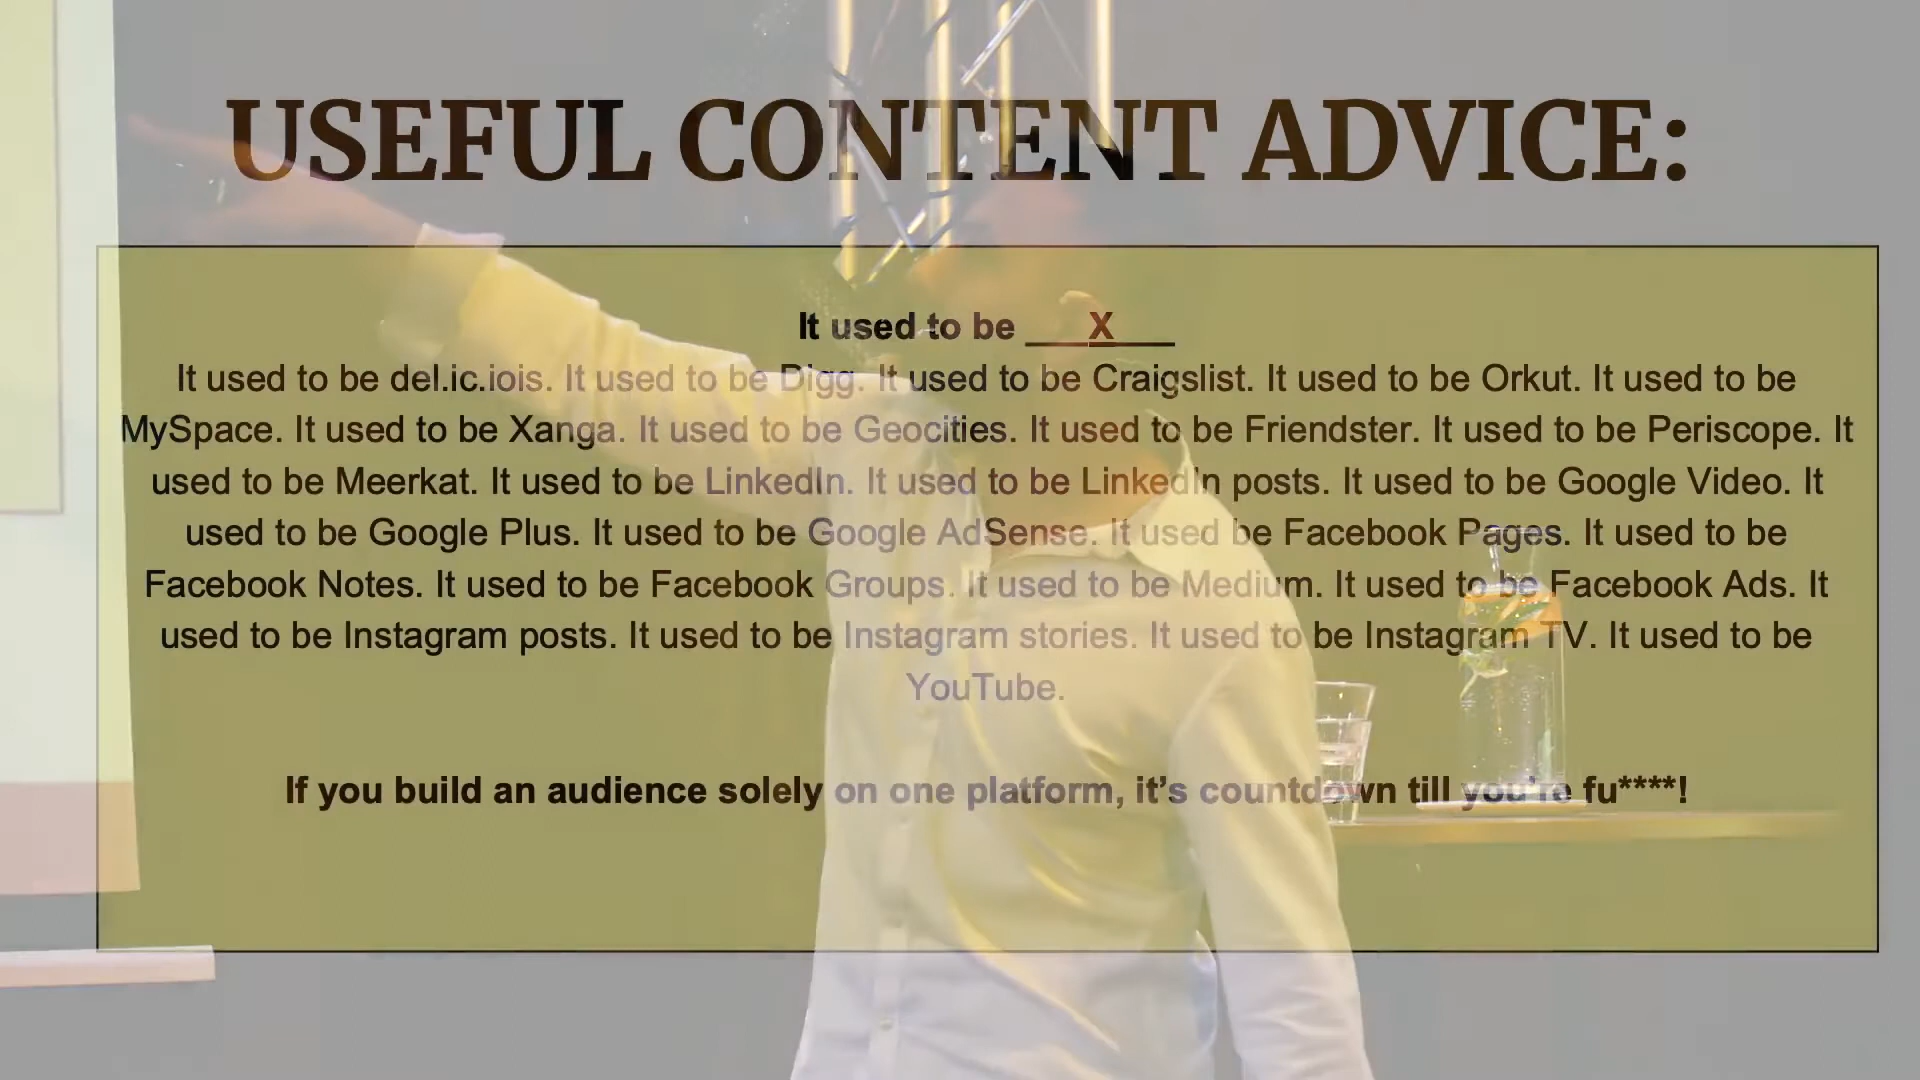 USEFUL CONTENT ADVICE:
It used to be ___X___
It used to be del.ic.iois. It used to be Digg. It used to be Craigslist. It used to be Orkut. It used to be
MySpace. It used to be Xanga. It used to be Geocities. It used to be Friendster. It used to be Periscope. It
used to be Meerkat. It used to be LinkedIn. It used to be LinkedIn posts. It used to be Google Video. It
used to be Google Plus. It used to be Google AdSense. It used be Facebook Pages. It used to be
Facebook Notes. It used to be Facebook Groups. It used to be Medium. It used to be Facebook Ads. It
used to be Instagram posts. It used to be Instagram stories. It used to be Instagram TV. It used to be
YouTube.
If you build an audience solely on one platform, it’s countdown till you’re fu****!